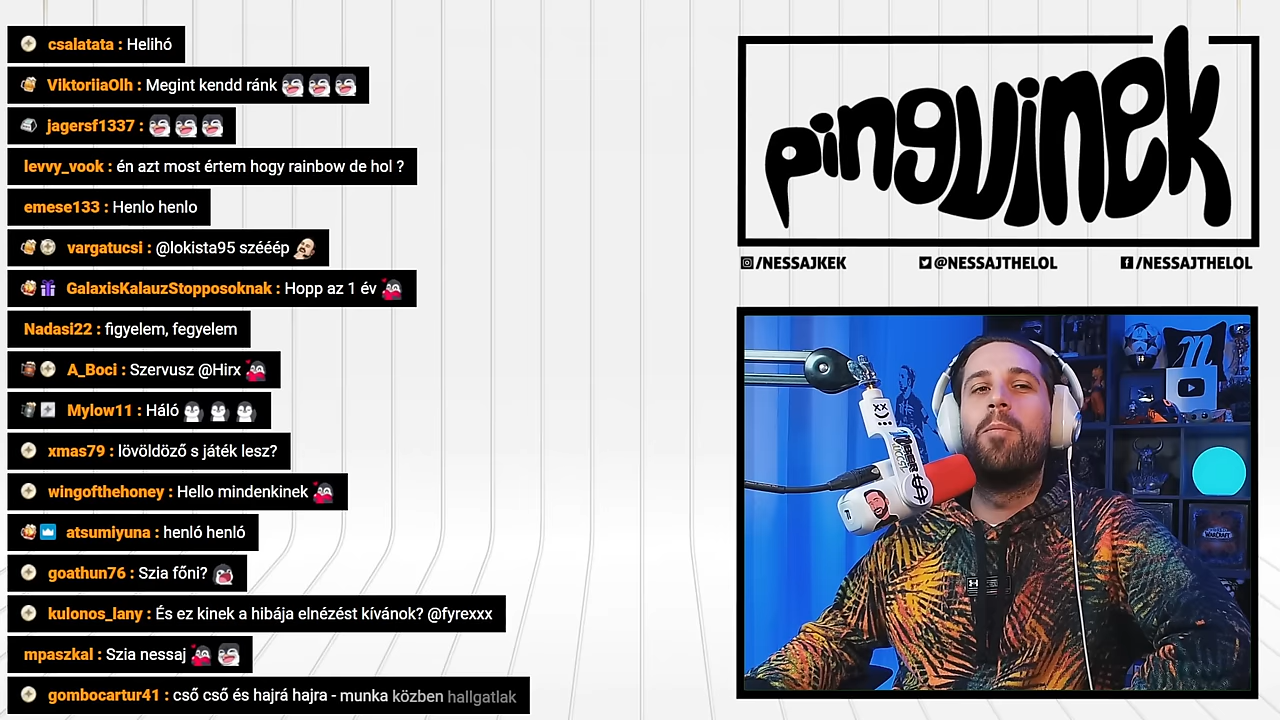 csalatata : Helihó
ViktoriiaOlh : Megint kendd ránk
jagersf1337 :
levvy_vook : én azt most értem hogy rainbow de hol ?
emese133 : Henlo henlo
vargatucsi : @lokista95 szééép
GalaxisKalauzStopposoknak : Hopp az 1 év
Nadasi22 : figyelem, fegyelem
A_Boci : Szervusz @Hirx
Mylow11 : Háló
xmas79 : lövöldöző s játék lesz?
wingofthehoney : Hello mindenkinek
atsumiyuna : henló henló
goathun76 : Szia főni?
kulonos_lany : És ez kinek a hibája elnézést kívánok? @fyrexxx
mpaszkal : Szia nessaj
gombocartur41 : cső cső és hajrá hajra - munka közben hallgatlak
pingvinek
/NESSAJKEK
@NESSAJTHELOL
/NESSAJTHELOL